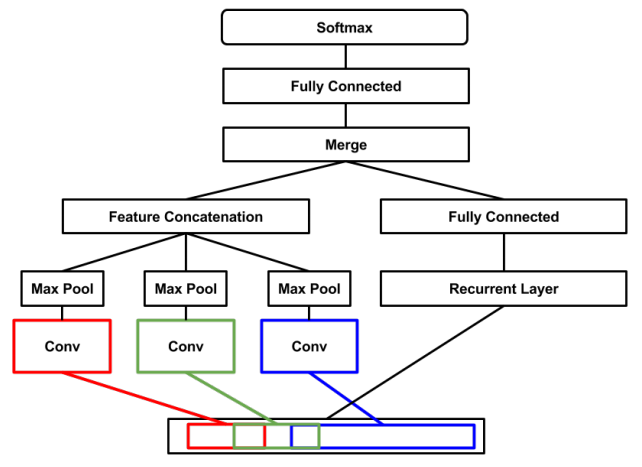 Softmax
Fully Connected
Merge
Feature Concatenation
Fully Connected
Max Pool
Max Pool
Max Pool
Recurrent Layer
Conv
Conv
Conv